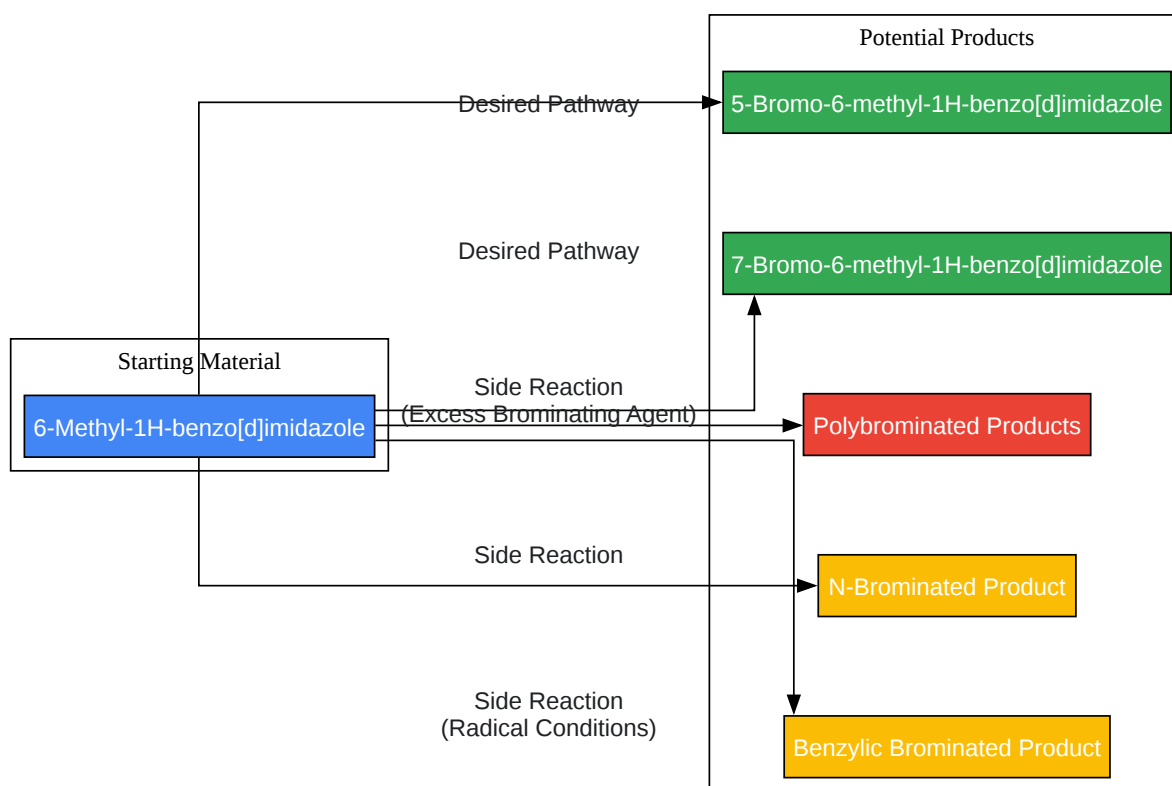 Potential Products
Desired Pathway
5-Bromo-6-methyl-1H-benzo[d]imidazole
Desired Pathway
7-Bromo-6-methyl-1H-benzo[d]imidazole
Starting Material
6-Methyl-1H-benzo[d]imidazole
Side Reaction
(Excess Brominating Agent)
Polybrominated Products
Side Reaction
N-Brominated Product
Side Reaction
(Radical Conditions)
Benzylic Brominated Product